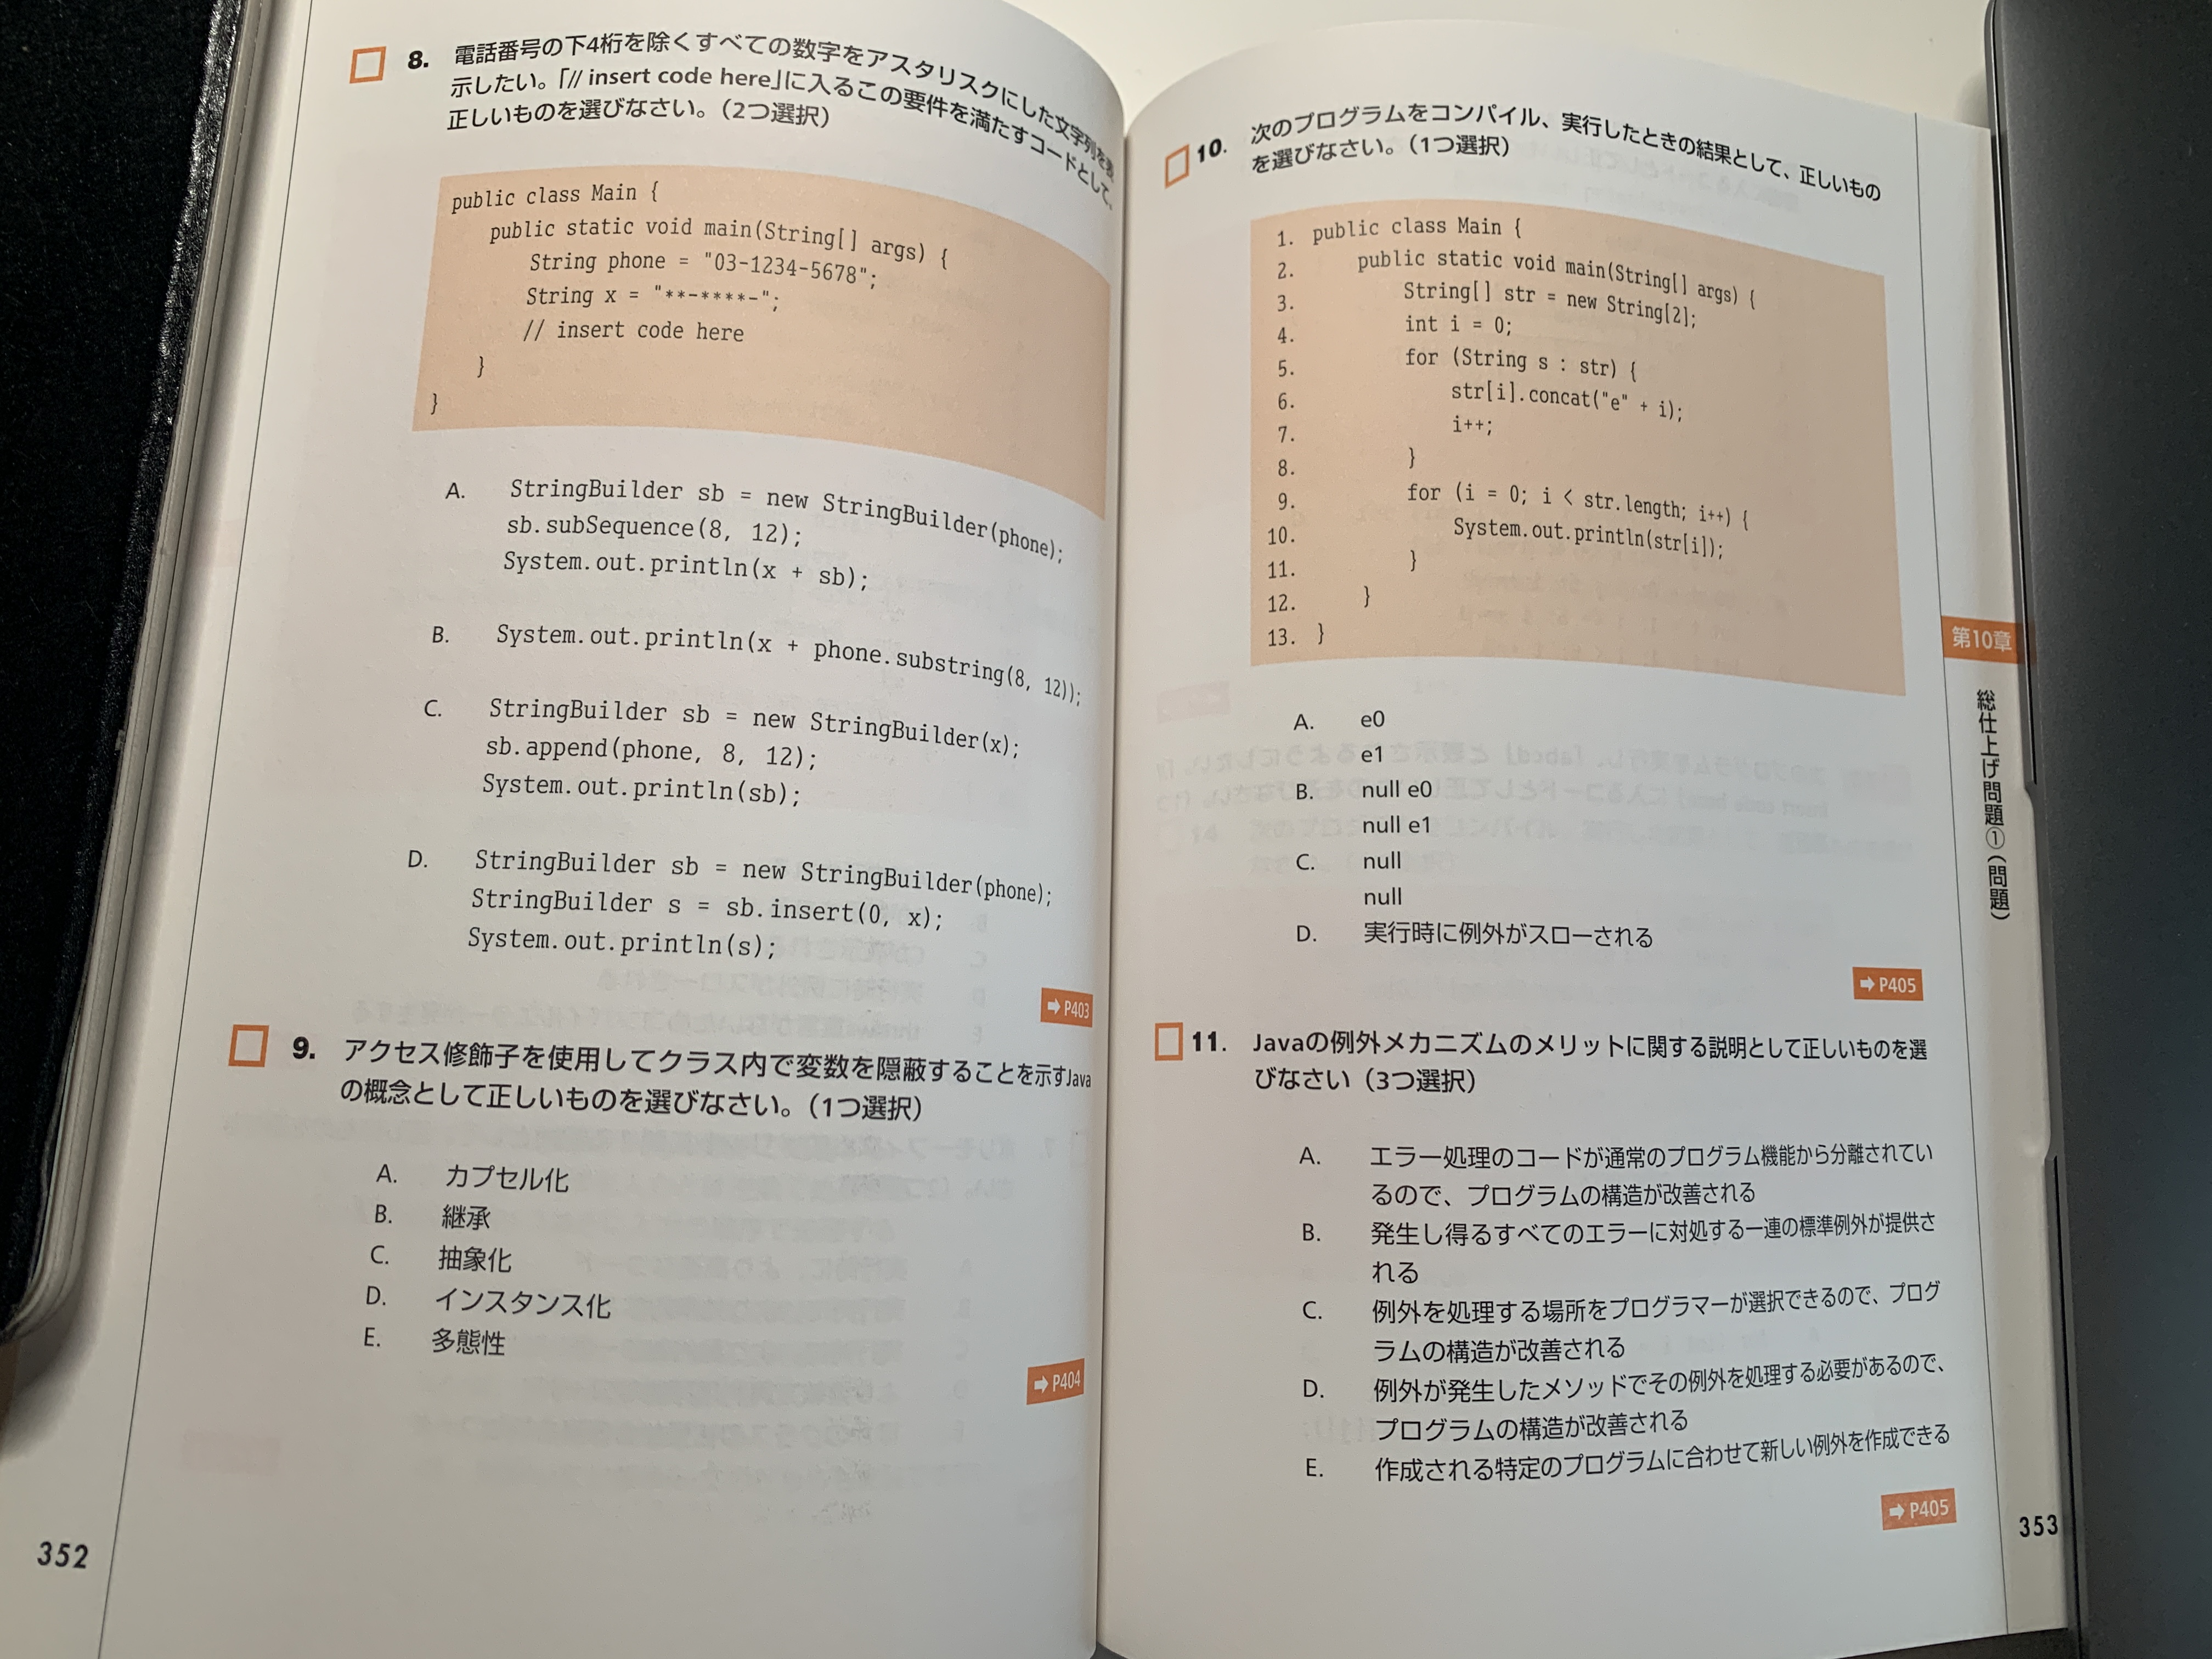 8. 電話番号の下4桁を除くすべての数字をアスタリスクにした文字列を表
示したい。「// insert code here」に入るこの要件を満たすコードとして、
正しいものを選びなさい。（2つ選択）
public class Main {
public static void main(String[] args) {
String phone = "03-1234-5678";
String x = "**-****-";
// insert code here
}
}
A. StringBuilder sb = new StringBuilder(phone);
sb.subSequence(8, 12);
System.out.println(x + sb);
B. System.out.println(x + phone.substring(8, 12));
C. StringBuilder sb = new StringBuilder(x);
sb.append(phone, 8, 12);
System.out.println(sb);
D. StringBuilder sb = new StringBuilder(phone);
StringBuilder s = sb.insert(0, x);
System.out.println(s);
➡ P403
9. アクセス修飾子を使用してクラス内で変数を隠蔽することを示すJava
の概念として正しいものを選びなさい。（1つ選択）
A. カプセル化
B. 継承
C. 抽象化
D. インスタンス化
E. 多態性
➡ P404
352
10. 次のプログラムをコンパイル、実行したときの結果として、正しいもの
を選びなさい。（1つ選択）
1. public class Main {
2. public static void main(String[] args) {
3. String[] str = new String[2];
4. int i = 0;
5. for (String s : str) {
6. str[i].concat("e" + i);
7. i++;
8. }
9. for (i = 0; i < str.length; i++) {
10. System.out.println(str[i]);
11. }
12. }
13. }
A. e0
e1
B. null e0
null e1
C. null
null
D. 実行時に例外がスローされる
➡ P405
11. Javaの例外メカニズムのメリットに関する説明として正しいものを選
びなさい（3つ選択）
A. エラー処理のコードが通常のプログラム機能から分離されてい
るので、プログラムの構造が改善される
B. 発生し得るすべてのエラーに対処する一連の標準例外が提供さ
れる
C. 例外を処理する場所をプログラマーが選択できるので、プログ
ラムの構造が改善される
D. 例外が発生したメソッドでその例外を処理する必要があるので、
プログラムの構造が改善される
E. 作成される特定のプログラムに合わせて新しい例外を作成できる
➡ P405
第10章
総仕上げ問題①（問題）
353